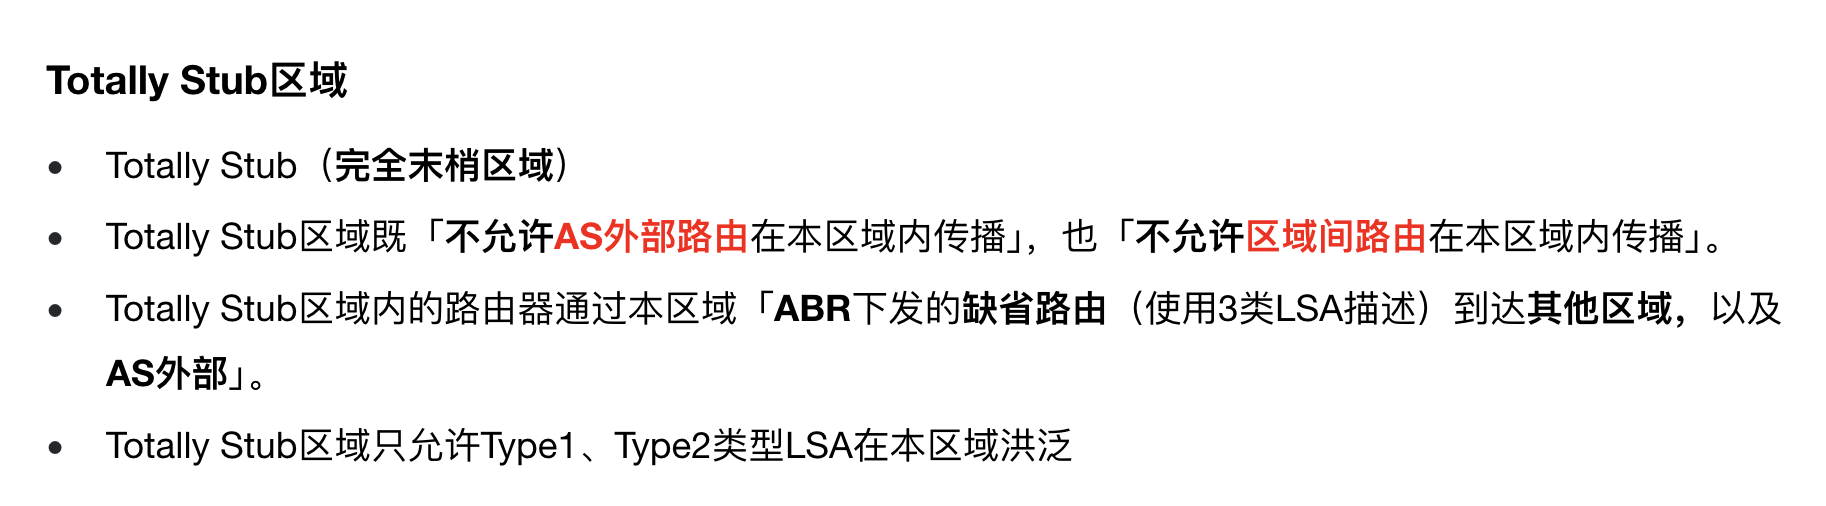 Totally Stub区域
• Totally Stub（完全末梢区域）
• Totally Stub区域既「不允许AS外部路由在本区域内传播」，也「不允许区域间路由在本区域内传播」。
• Totally Stub区域内的路由器通过本区域「ABR下发的缺省路由（使用3类LSA描述）到达其他区域，以及
AS外部」。
• Totally Stub区域只允许Type1、Type2类型LSA在本区域洪泛